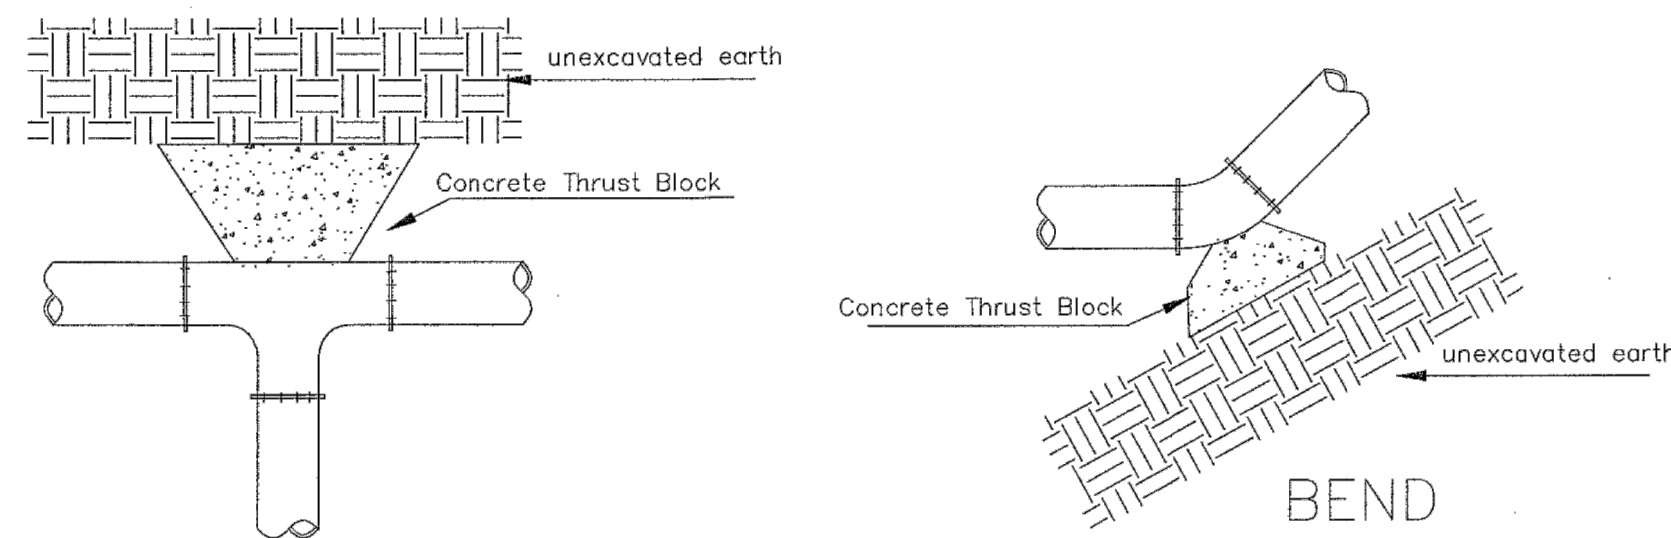 unexcavated earth
Concrete Thrust Block
Concrete Thrust Block
unexcavated earth
BEND